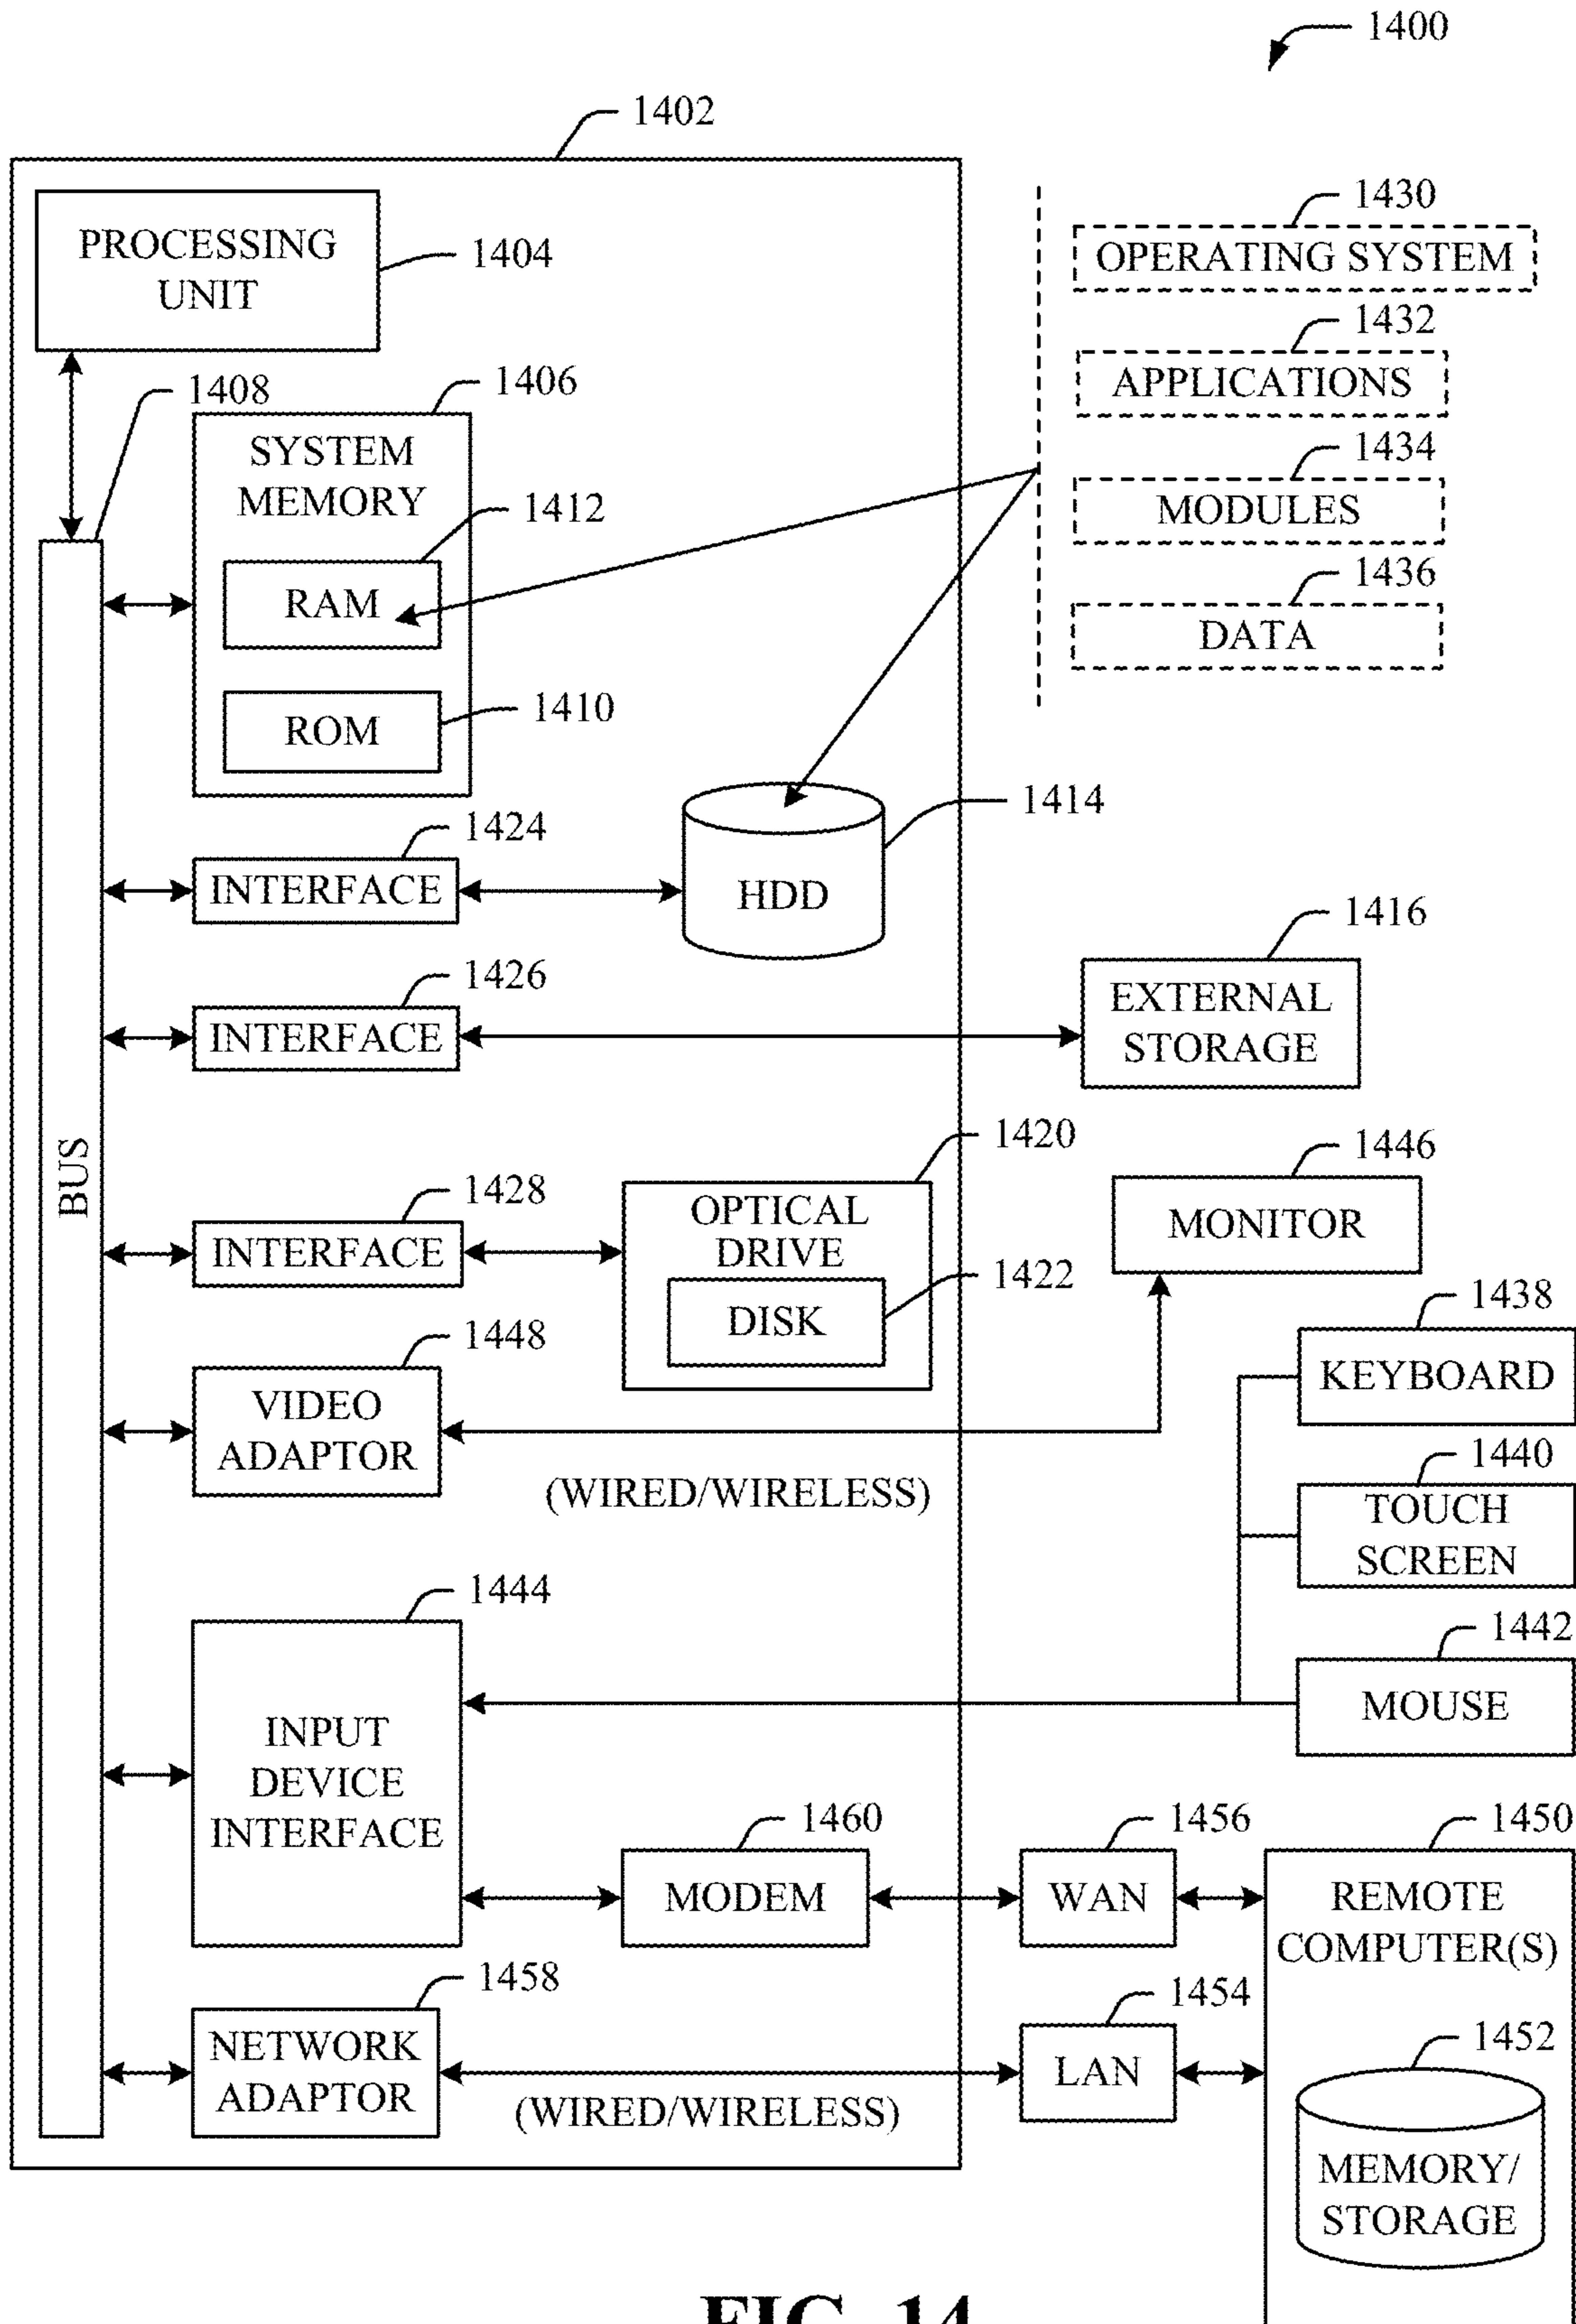 1400
1402
PROCESSING
UNIT
1404
1430
OPERATING SYSTEM
1432
APPLICATIONS
1434
MODULES
1436
DATA
1408
1406
SYSTEM
MEMORY
1412
RAM
1410
ROM
1414
HDD
1424
INTERFACE
1416
EXTERNAL
STORAGE
1426
INTERFACE
BUS
1420
OPTICAL
DRIVE
1422
DISK
1428
INTERFACE
1446
MONITOR
1448
VIDEO
ADAPTOR
(WIRED/WIRELESS)
1438
KEYBOARD
1440
TOUCH
SCREEN
1442
MOUSE
1444
INPUT
DEVICE
INTERFACE
1460
MODEM
1456
WAN
1450
REMOTE
COMPUTER(S)
1458
NETWORK
ADAPTOR
(WIRED/WIRELESS)
1454
LAN
1452
MEMORY/
STORAGE
FIG. 14